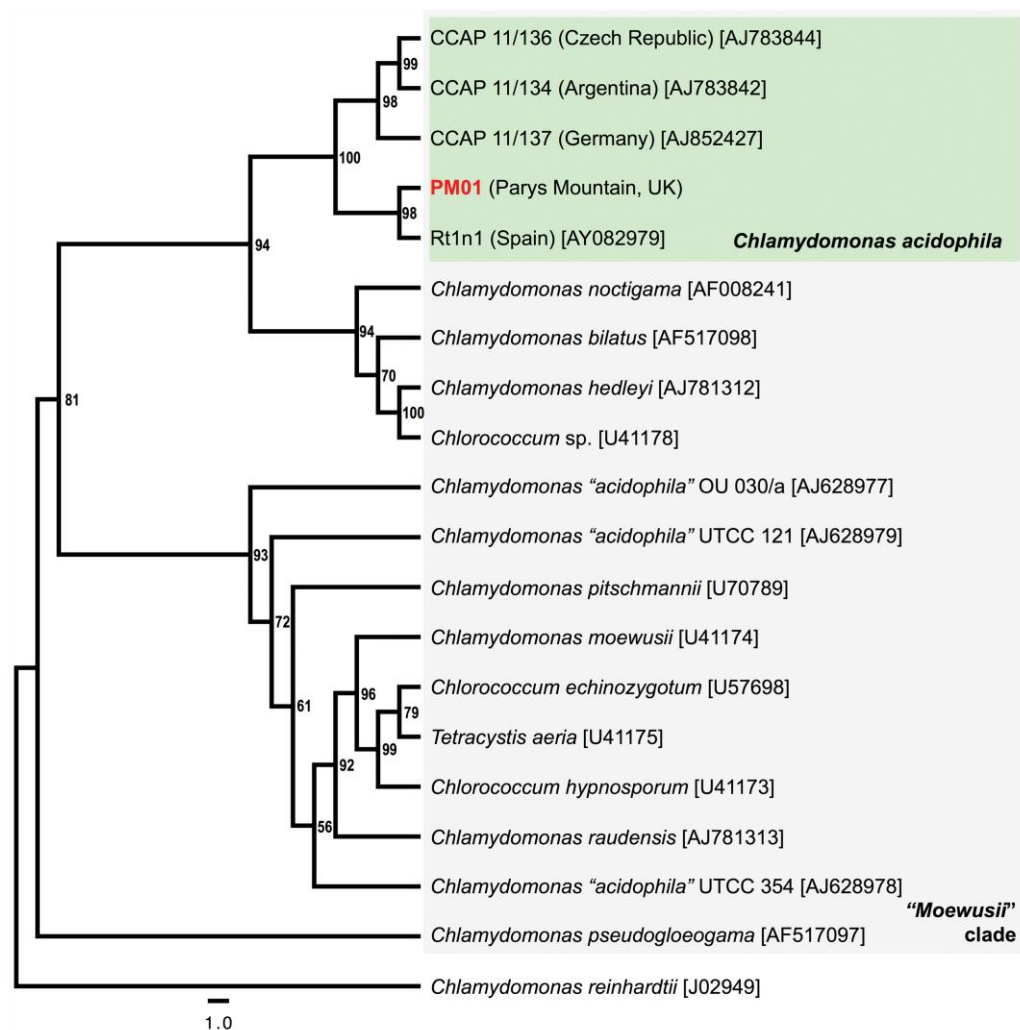 CCAP 11/136 (Czech Republic) [AJ783844]
99
CCAP 11/134 (Argentina) [AJ783842]
98
CCAP 11/137 (Germany) [AJ852427]
100
PM01 (Parys Mountain, UK)
98
Rt1n1 (Spain) [AY082979]
Chlamydomonas acidophila
94
Chlamydomonas noctigama [AF008241]
94
Chlamydomonas bilatus [AF517098]
70
Chlamydomonas hedleyi [AJ781312]
100
Chlorococcum sp. [U41178]
81
Chlamydomonas “acidophila” OU 030/a [AJ628977]
93
Chlamydomonas “acidophila” UTCC 121 [AJ628979]
72
Chlamydomonas pitschmannii [U70789]
61
Chlamydomonas moewusii [U41174]
96
Chlorococcum echinozygotum [U57698]
79
Tetracystis aeria [U41175]
99
92
Chlorococcum hypnosporum [U41173]
56
Chlamydomonas raudensis [AJ781313]
Chlamydomonas “acidophila” UTCC 354 [AJ628978]
“Moewusii”
clade
Chlamydomonas pseudogloeogama [AF517097]
Chlamydomonas reinhardtii [J02949]
1.0